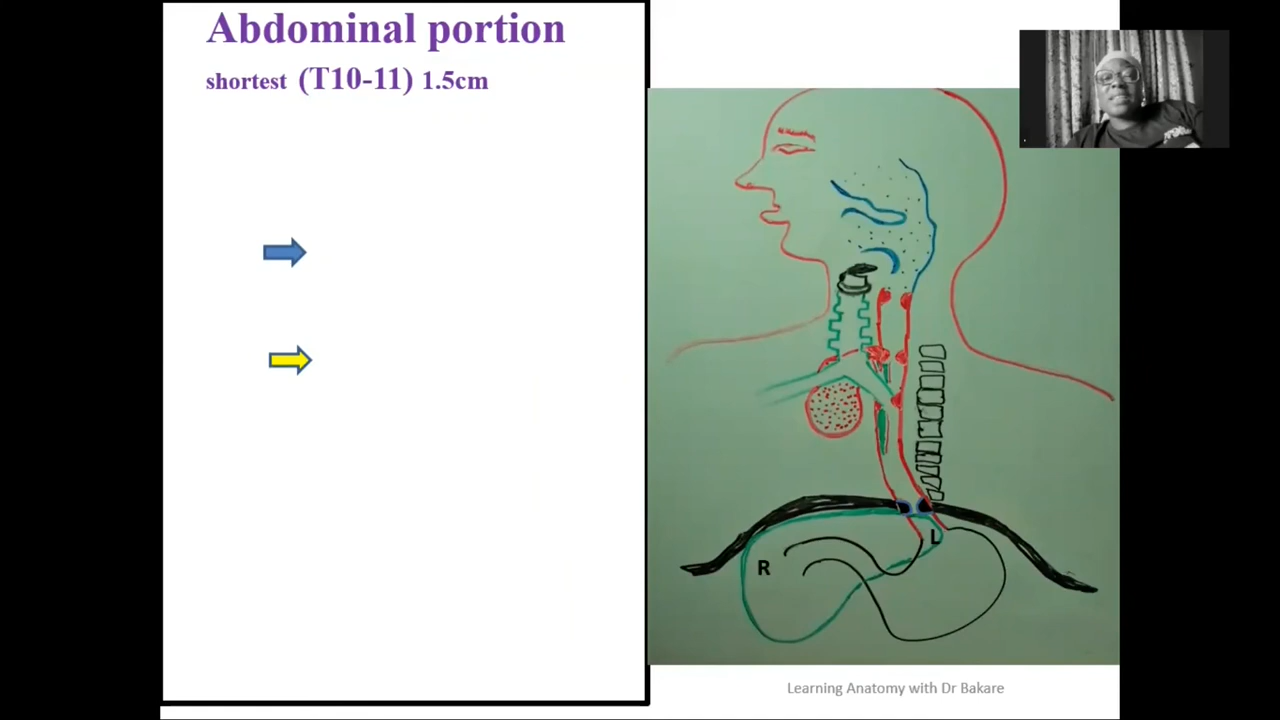 Abdominal portion
shortest (T10-11) 1.5cm
L
R
Learning Anatomy with Dr Bakare